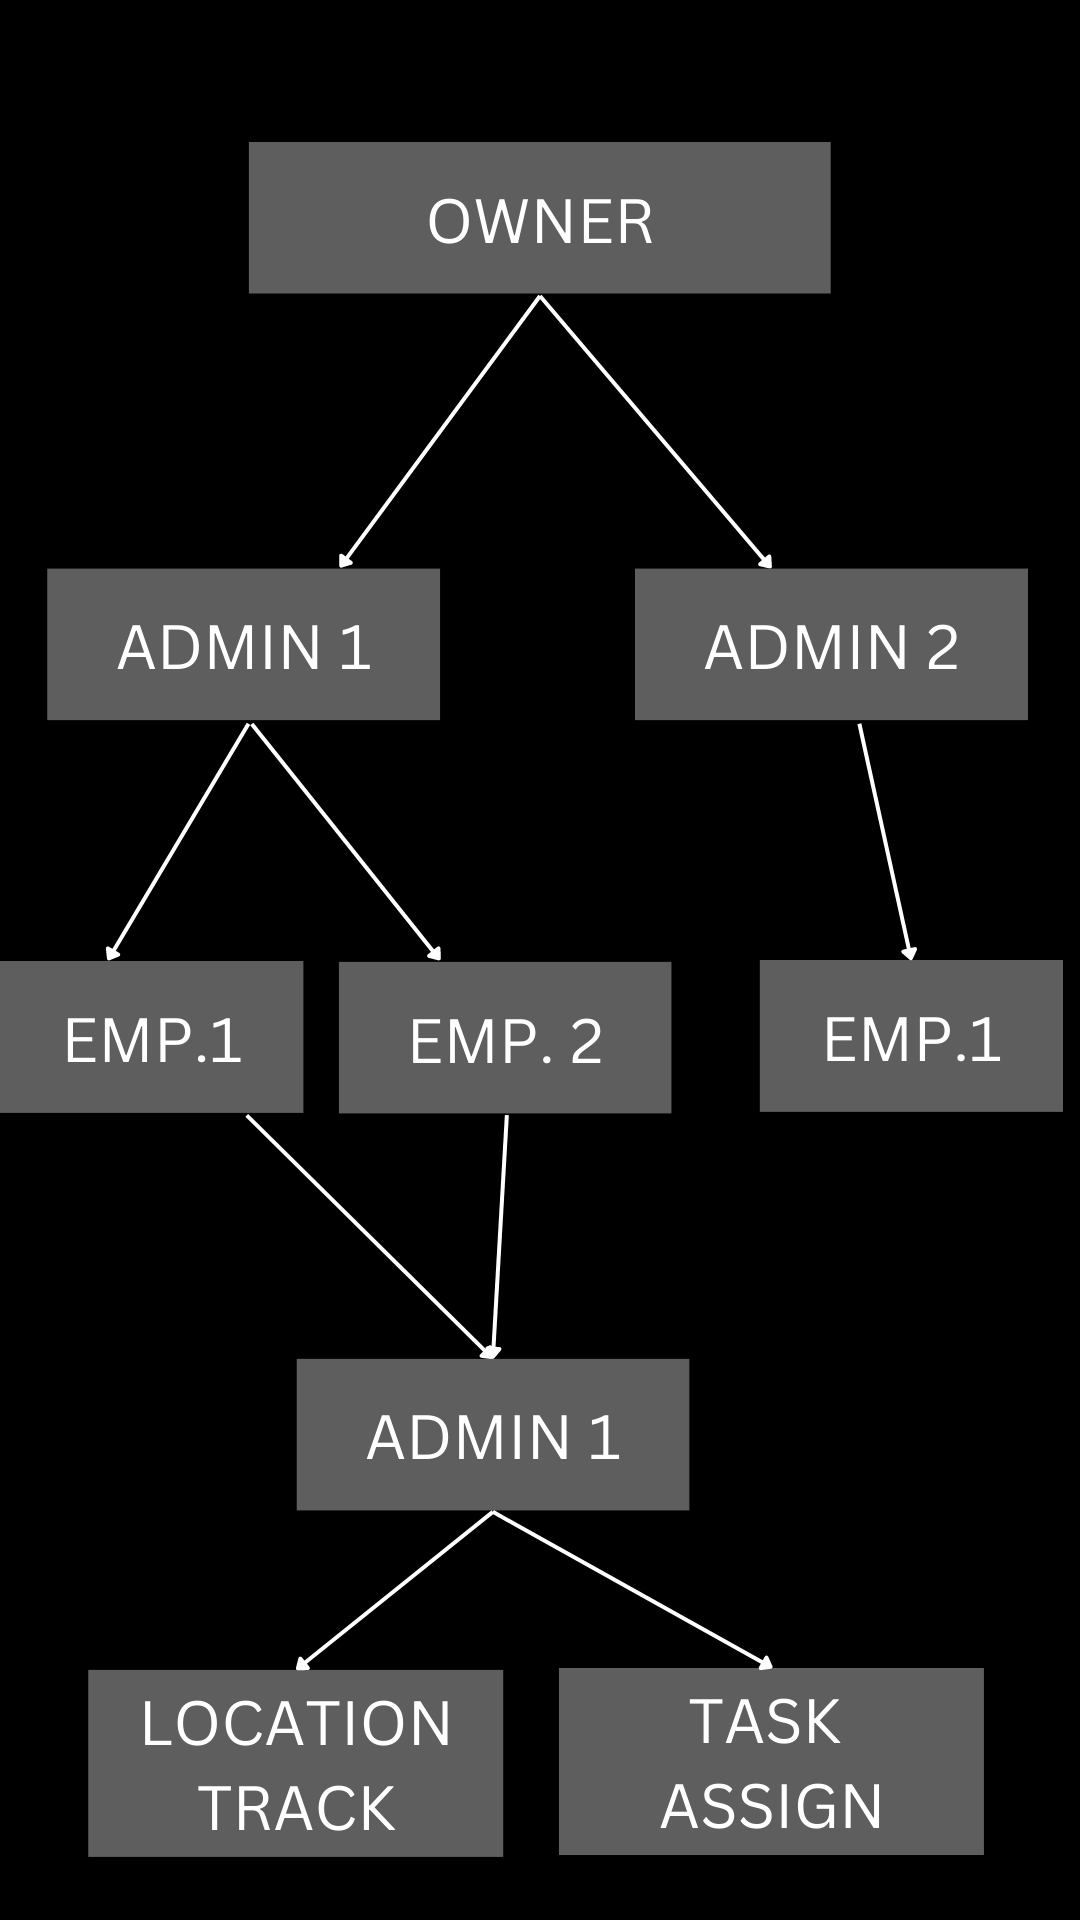 OWNER
ADMIN 1
ADMIN 2
EMP.1
EMP. 2
EMP.1
ADMIN 1
LOCATION
TRACK
TASK
ASSIGN